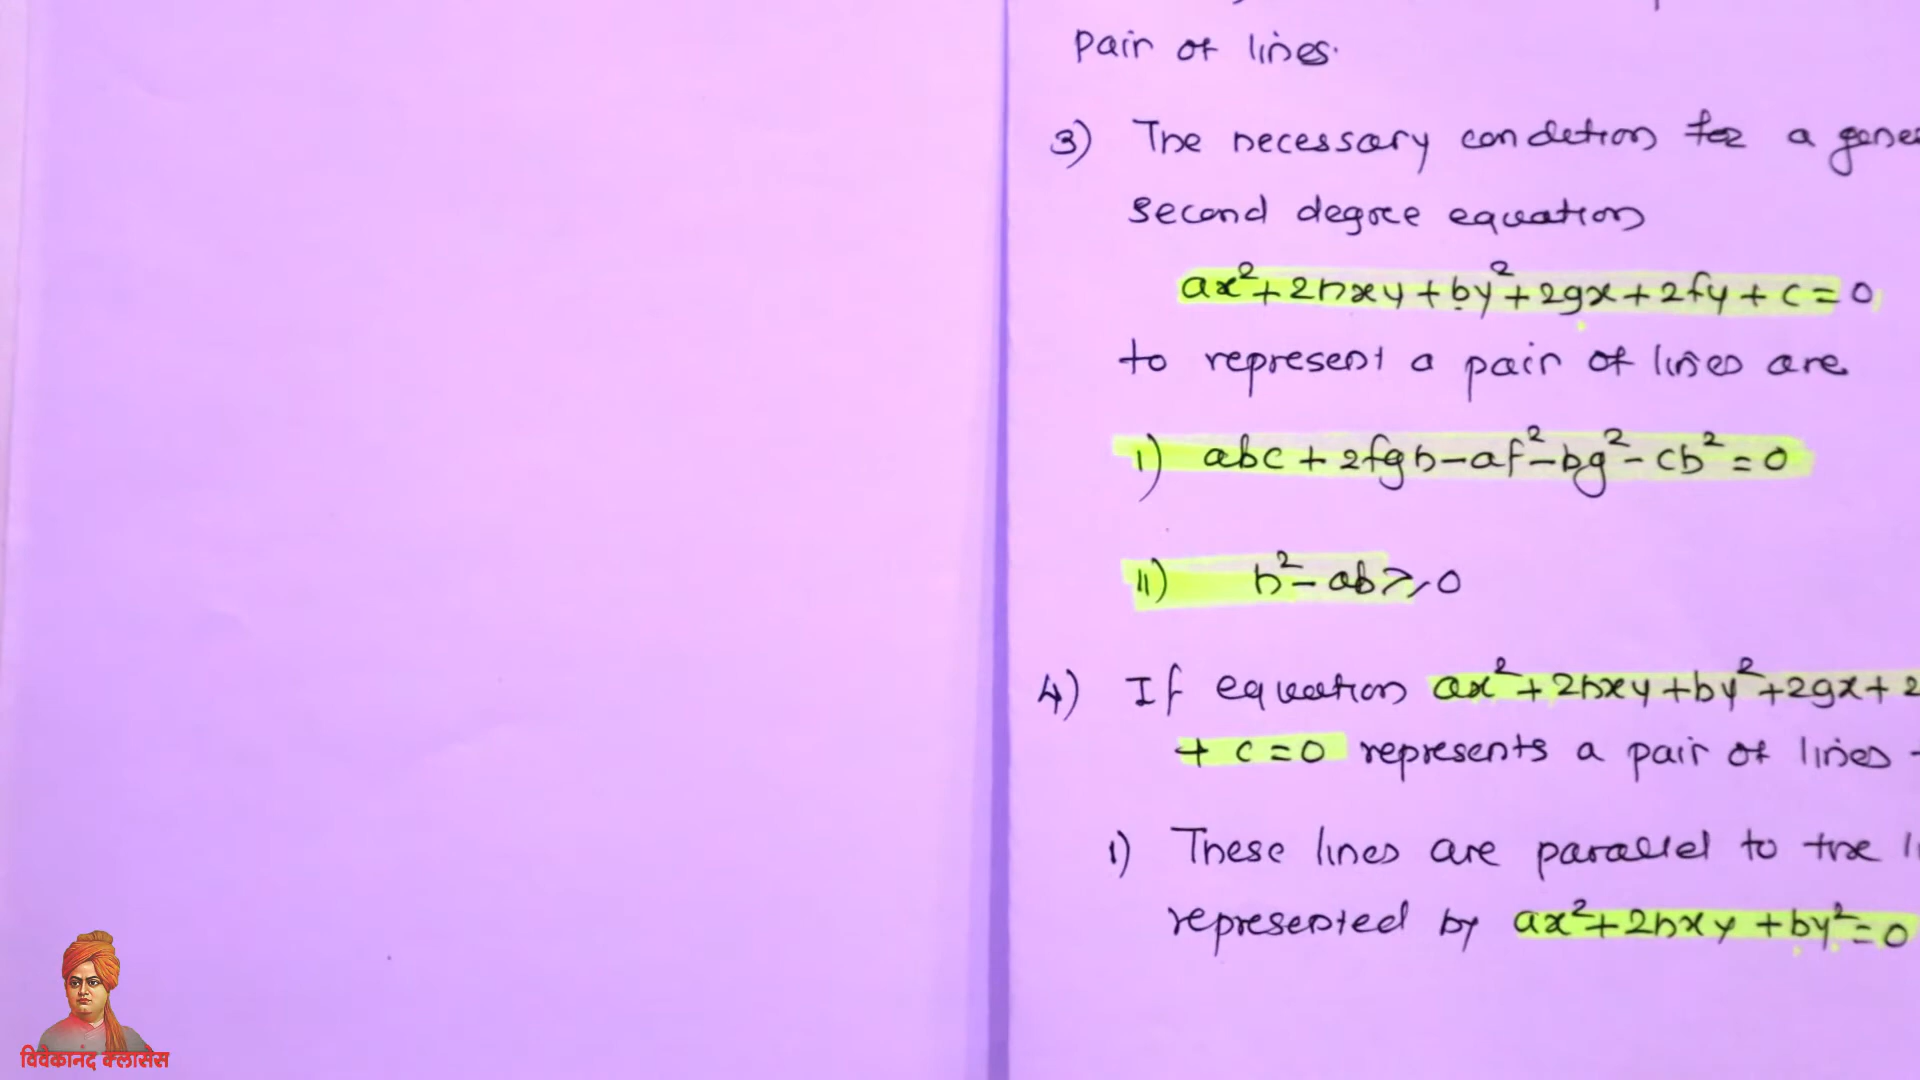 pair of lines.
3) The necessary condition for a gene
second degree equation
ax²+2hxy+by²+2gx+2fy+c=0
to represent a pair of lines are
i) abc+2fgh-af²-bg²-ch²=0
ii) h²-ab≥0
4) If equation ax²+2hxy+by²+2gx+2
+c=0 represents a pair of lines -
i) These lines are parallel to the li
represented by ax²+2hxy+by²=0
विवेकानंद क्लासेस